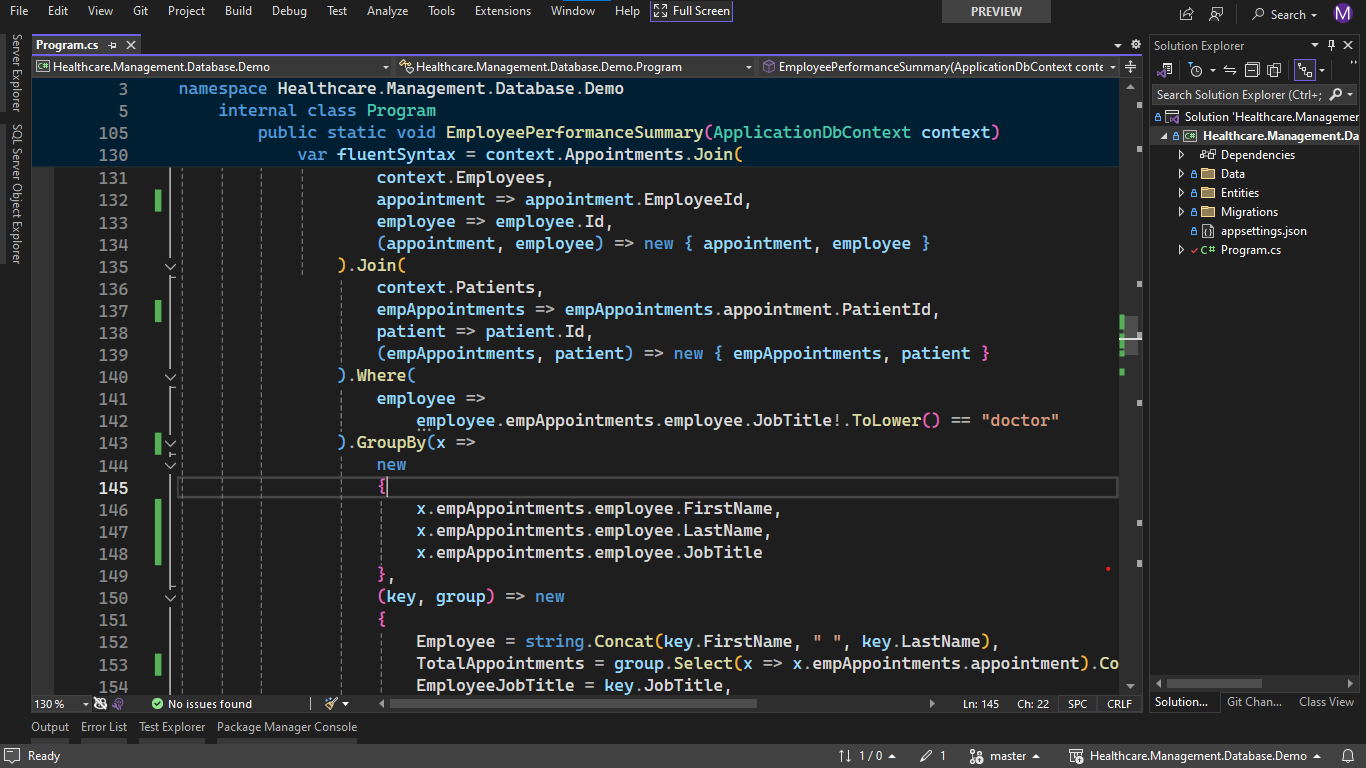 File Edit View Git Project Build Debug Test Analyze Tools Extensions Window Help Full Screen PREVIEW Search M
Server Explorer
SQL Server Object Explorer
Program.cs
Healthcare.Management.Database.Demo Healthcare.Management.Database.Demo.Program EmployeePerformanceSummary(ApplicationDbContext conte
3 namespace Healthcare.Management.Database.Demo
5 internal class Program
105 public static void EmployeePerformanceSummary(ApplicationDbContext context)
130 var fluentSyntax = context.Appointments.Join(
131 context.Employees,
132 appointment => appointment.EmployeeId,
133 employee => employee.Id,
134 (appointment, employee) => new { appointment, employee }
135 ).Join(
136 context.Patients,
137 empAppointments => empAppointments.appointment.PatientId,
138 patient => patient.Id,
139 (empAppointments, patient) => new { empAppointments, patient }
140 ).Where(
141 employee =>
142 employee.empAppointments.employee.JobTitle!.ToLower() == "doctor"
143 ).GroupBy(x =>
144 new
145 {
146 x.empAppointments.employee.FirstName,
147 x.empAppointments.employee.LastName,
148 x.empAppointments.employee.JobTitle
149 },
150 (key, group) => new
151 {
152 Employee = string.Concat(key.FirstName, " ", key.LastName),
153 TotalAppointments = group.Select(x => x.empAppointments.appointment).Co
154 EmployeeJobTitle = key.JobTitle,
130 % No issues found Ln: 145 Ch: 22 SPC CRLF
Solution Explorer
Search Solution Explorer (Ctrl+;
Solution 'Healthcare.Managemer
Healthcare.Management.Da
Dependencies
Data
Entities
Migrations
appsettings.json
C# Program.cs
Solution... Git Chan... Class View
Output Error List Test Explorer Package Manager Console
Ready 1 / 0 1 master Healthcare.Management.Database.Demo